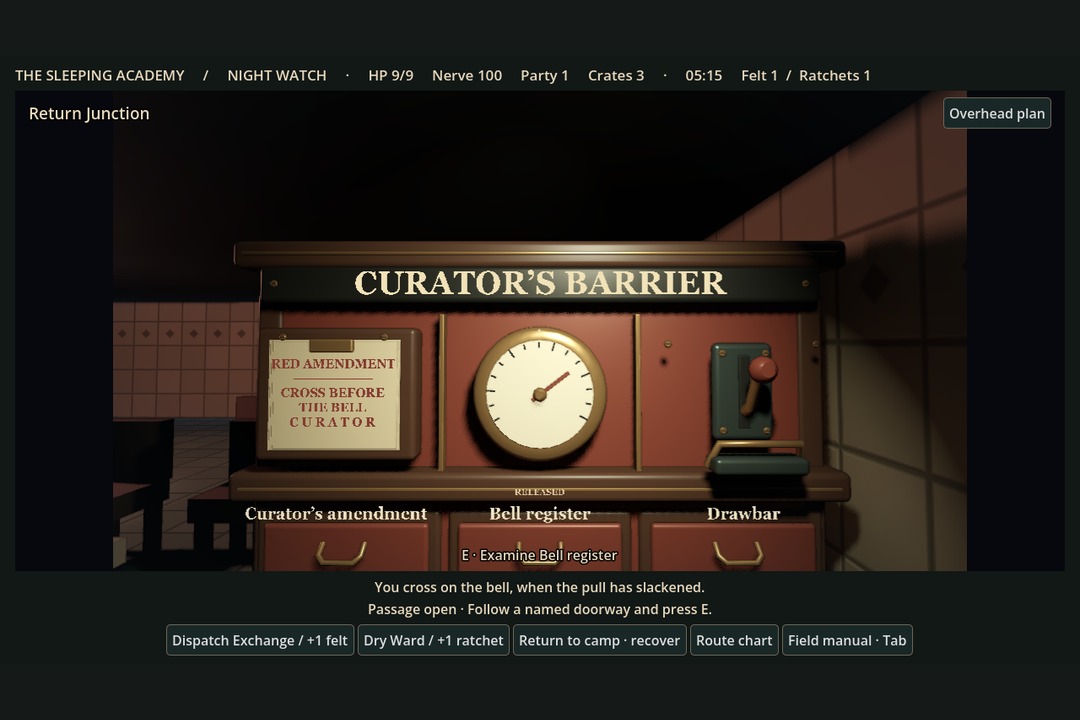 THE SLEEPING ACADEMY / NIGHT WATCH · HP 9/9 Nerve 100 Party 1 Crates 3 · 05:15 Felt 1 / Ratchets 1
Return Junction
Overhead plan
CURATOR'S BARRIER
RED AMENDMENT
CROSS BEFORE
THE BELL
CURATOR
RELEASED
Curator's amendment
Bell register
Drawbar
E · Examine Bell register
You cross on the bell, when the pull has slackened.
Passage open · Follow a named doorway and press E.
Dispatch Exchange / +1 felt
Dry Ward / +1 ratchet
Return to camp · recover
Route chart
Field manual · Tab